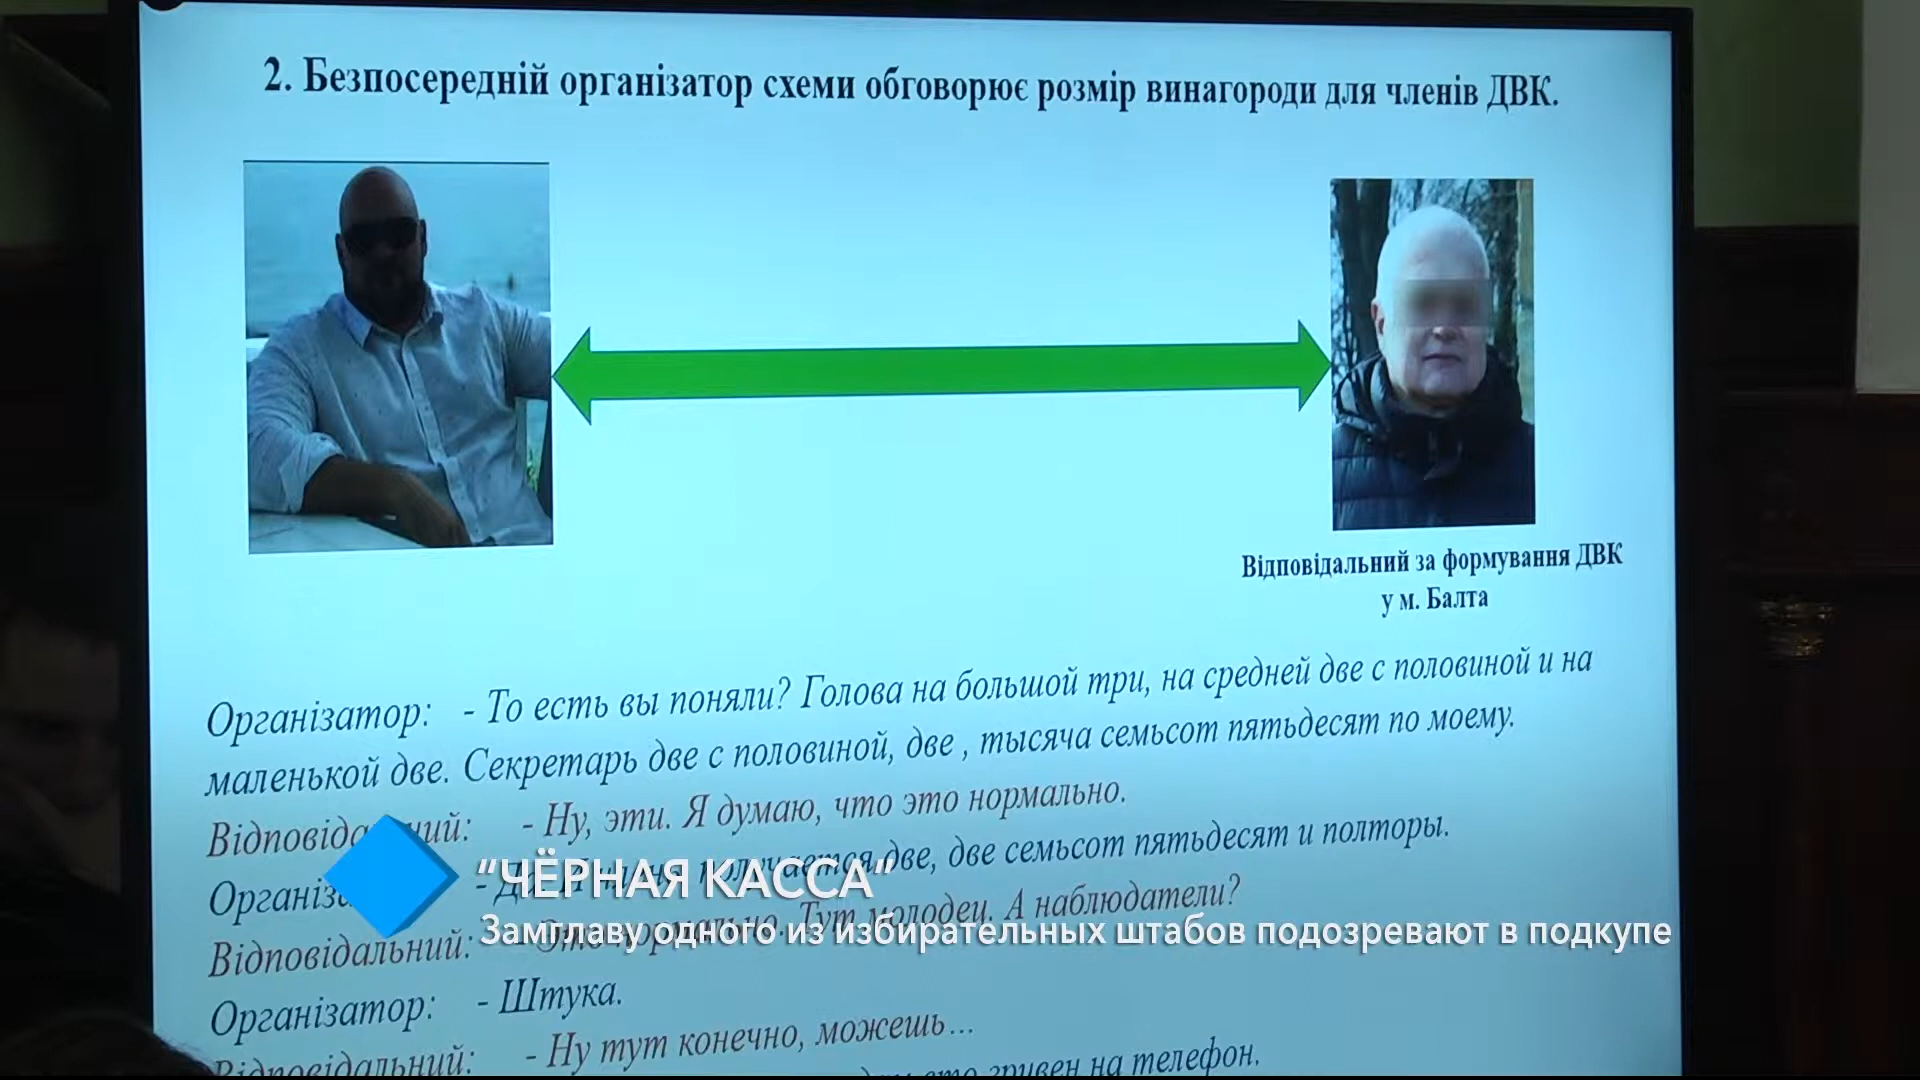 2. Безпосередній організатор схеми обговорює розмір винагороди для членів ДВК.
Відповідальний за формування ДВК
у м. Балта
Організатор: - То есть вы поняли? Голова на большой три, на средней две с половиной и на
маленькой две. Секретарь две с половиной, две , тысяча семьсот пятьдесят по моему.
Відповідальний: - Ну, эти. Я думаю, что это нормально.
- две, две семьсот пятьдесят и полторы.
Відповідальний: Тут молодец. А наблюдатели?
Організатор: - Штука.
Відповідальний: - Ну тут конечно, можешь...
гривен на телефон.
“ЧЁРНАЯ КАССА”
Замглаву одного из избирательных штабов подозревают в подкупе